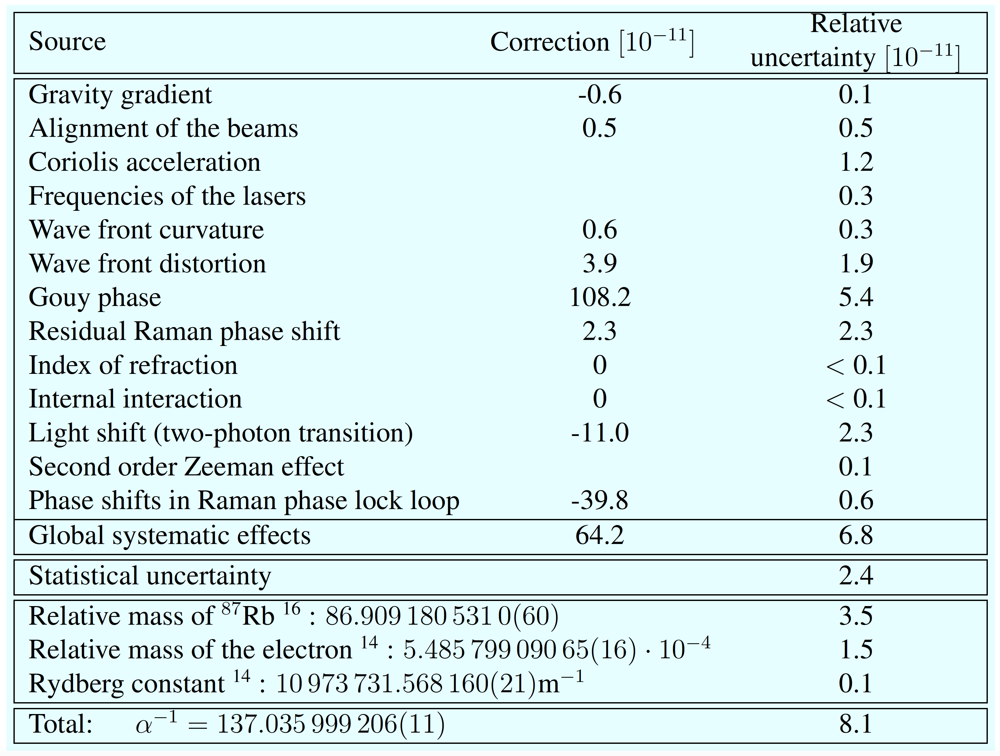 Source Correction [10⁻¹¹] Relative uncertainty [10⁻¹¹]
Gravity gradient -0.6 0.1
Alignment of the beams 0.5 0.5
Coriolis acceleration 1.2
Frequencies of the lasers 0.3
Wave front curvature 0.6 0.3
Wave front distortion 3.9 1.9
Gouy phase 108.2 5.4
Residual Raman phase shift 2.3 2.3
Index of refraction 0 < 0.1
Internal interaction 0 < 0.1
Light shift (two-photon transition) -11.0 2.3
Second order Zeeman effect 0.1
Phase shifts in Raman phase lock loop -39.8 0.6
Global systematic effects 64.2 6.8
Statistical uncertainty 2.4
Relative mass of ⁸⁷Rb ¹⁶ : 86.909 180 531 0(60) 3.5
Relative mass of the electron ¹⁴ : 5.485 799 090 65(16) · 10⁻⁴ 1.5
Rydberg constant ¹⁴ : 10 973 731.568 160(21)m⁻¹ 0.1
Total: α⁻¹ = 137.035 999 206(11) 8.1